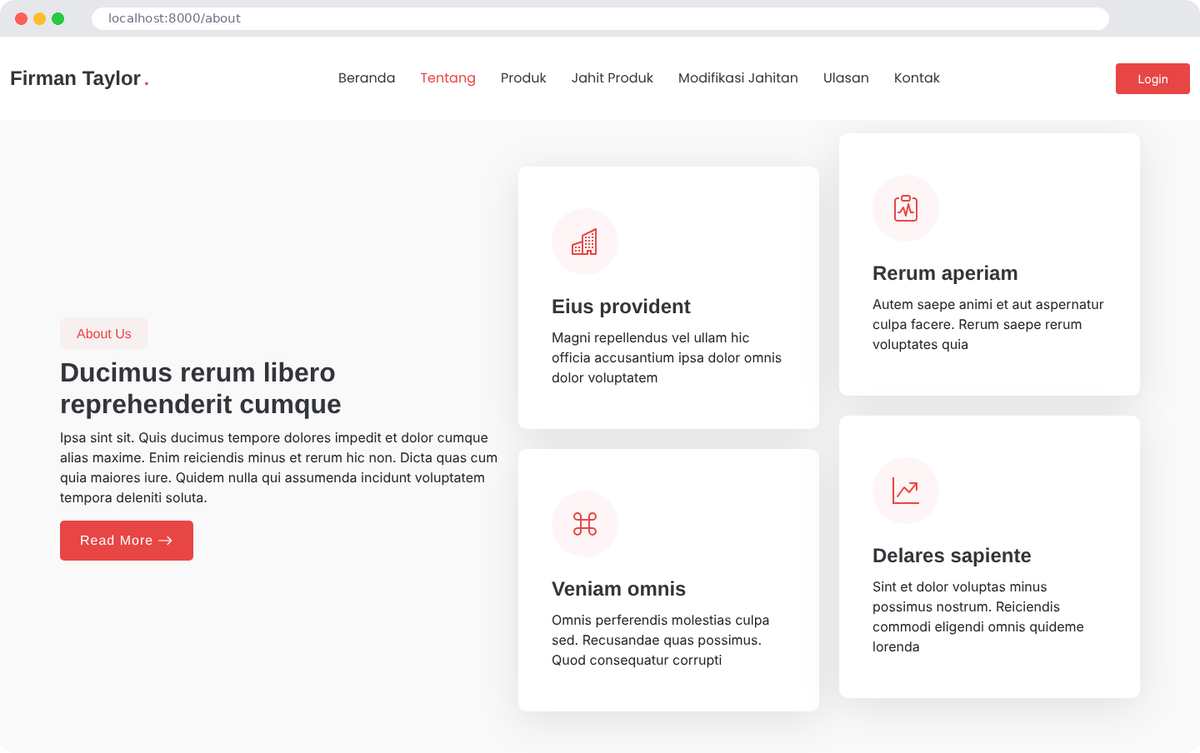 localhost:8000/about
Firman Taylor.
Beranda
Tentang
Produk
Jahit Produk
Modifikasi Jahitan
Ulasan
Kontak
Login
About Us
Ducimus rerum libero
reprehenderit cumque
Ipsa sint sit. Quis ducimus tempore dolores impedit et dolor cumque
alias maxime. Enim reiciendis minus et rerum hic non. Dicta quas cum
quia maiores iure. Quidem nulla qui assumenda incidunt voluptatem
tempora deleniti soluta.
Read More →
Eius provident
Magni repellendus vel ullam hic
officia accusantium ipsa dolor omnis
dolor voluptatem
Veniam omnis
Omnis perferendis molestias culpa
sed. Recusandae quas possimus.
Quod consequatur corrupti
Rerum aperiam
Autem saepe animi et aut aspernatur
culpa facere. Rerum saepe rerum
voluptates quia
Delares sapiente
Sint et dolor voluptas minus
possimus nostrum. Reiciendis
commodi eligendi omnis quideme
lorenda